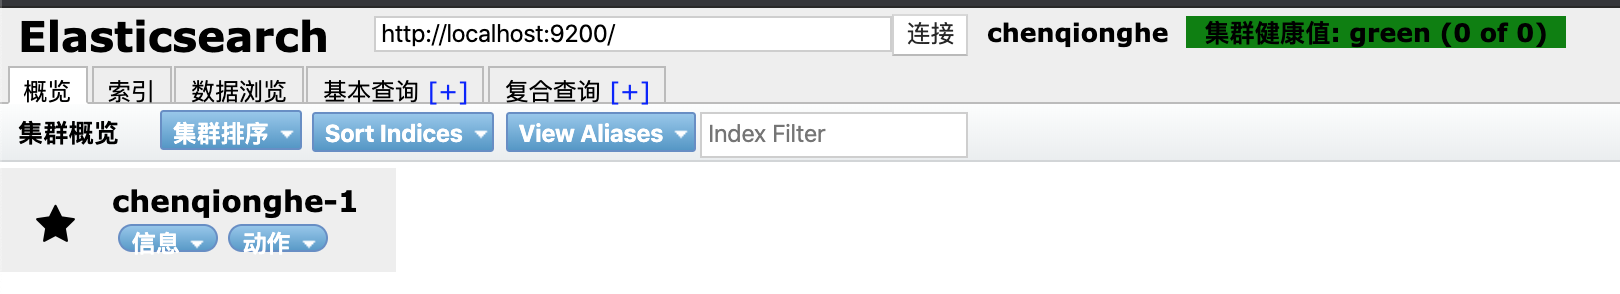 Elasticsearch http://localhost:9200/ 连接 chenqionghe 集群健康值: green (0 of 0)
概览 索引 数据浏览 基本查询 [+] 复合查询 [+]
集群概览 集群排序 Sort Indices View Aliases Index Filter
chenqionghe-1
信息 动作